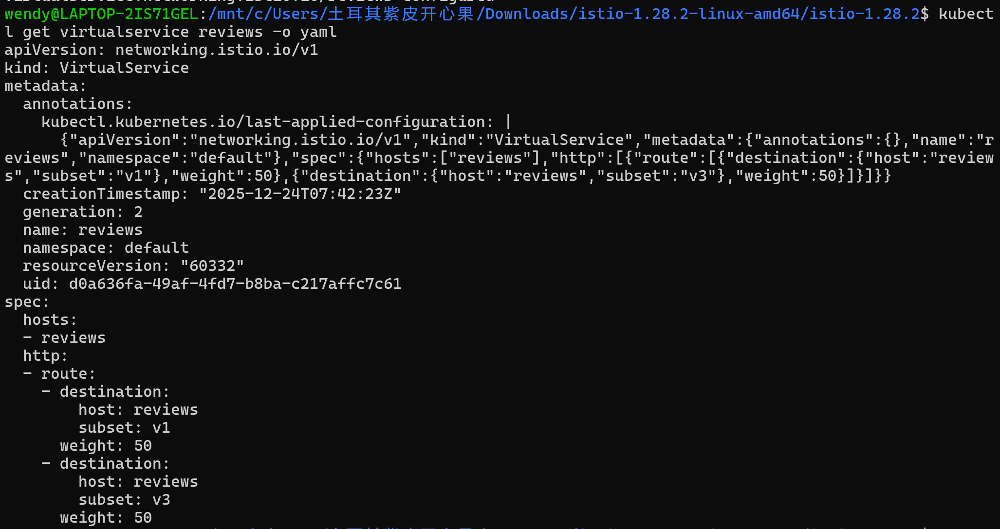 virtualservice.networking.istio.io/reviews configured
wendy@LAPTOP-2IS71GEL:/mnt/c/Users/土耳其紫皮开心果/Downloads/istio-1.28.2-linux-amd64/istio-1.28.2$ kubect
l get virtualservice reviews -o yaml
apiVersion: networking.istio.io/v1
kind: VirtualService
metadata:
  annotations:
    kubectl.kubernetes.io/last-applied-configuration: |
      {"apiVersion":"networking.istio.io/v1","kind":"VirtualService","metadata":{"annotations":{},"name":"r
eviews","namespace":"default"},"spec":{"hosts":["reviews"],"http":[{"route":[{"destination":{"host":"review
s","subset":"v1"},"weight":50},{"destination":{"host":"reviews","subset":"v3"},"weight":50}]}]}}
  creationTimestamp: "2025-12-24T07:42:23Z"
  generation: 2
  name: reviews
  namespace: default
  resourceVersion: "60332"
  uid: d0a636fa-49af-4fd7-b8ba-c217affc7c61
spec:
  hosts:
  - reviews
  http:
  - route:
    - destination:
        host: reviews
        subset: v1
      weight: 50
    - destination:
        host: reviews
        subset: v3
      weight: 50